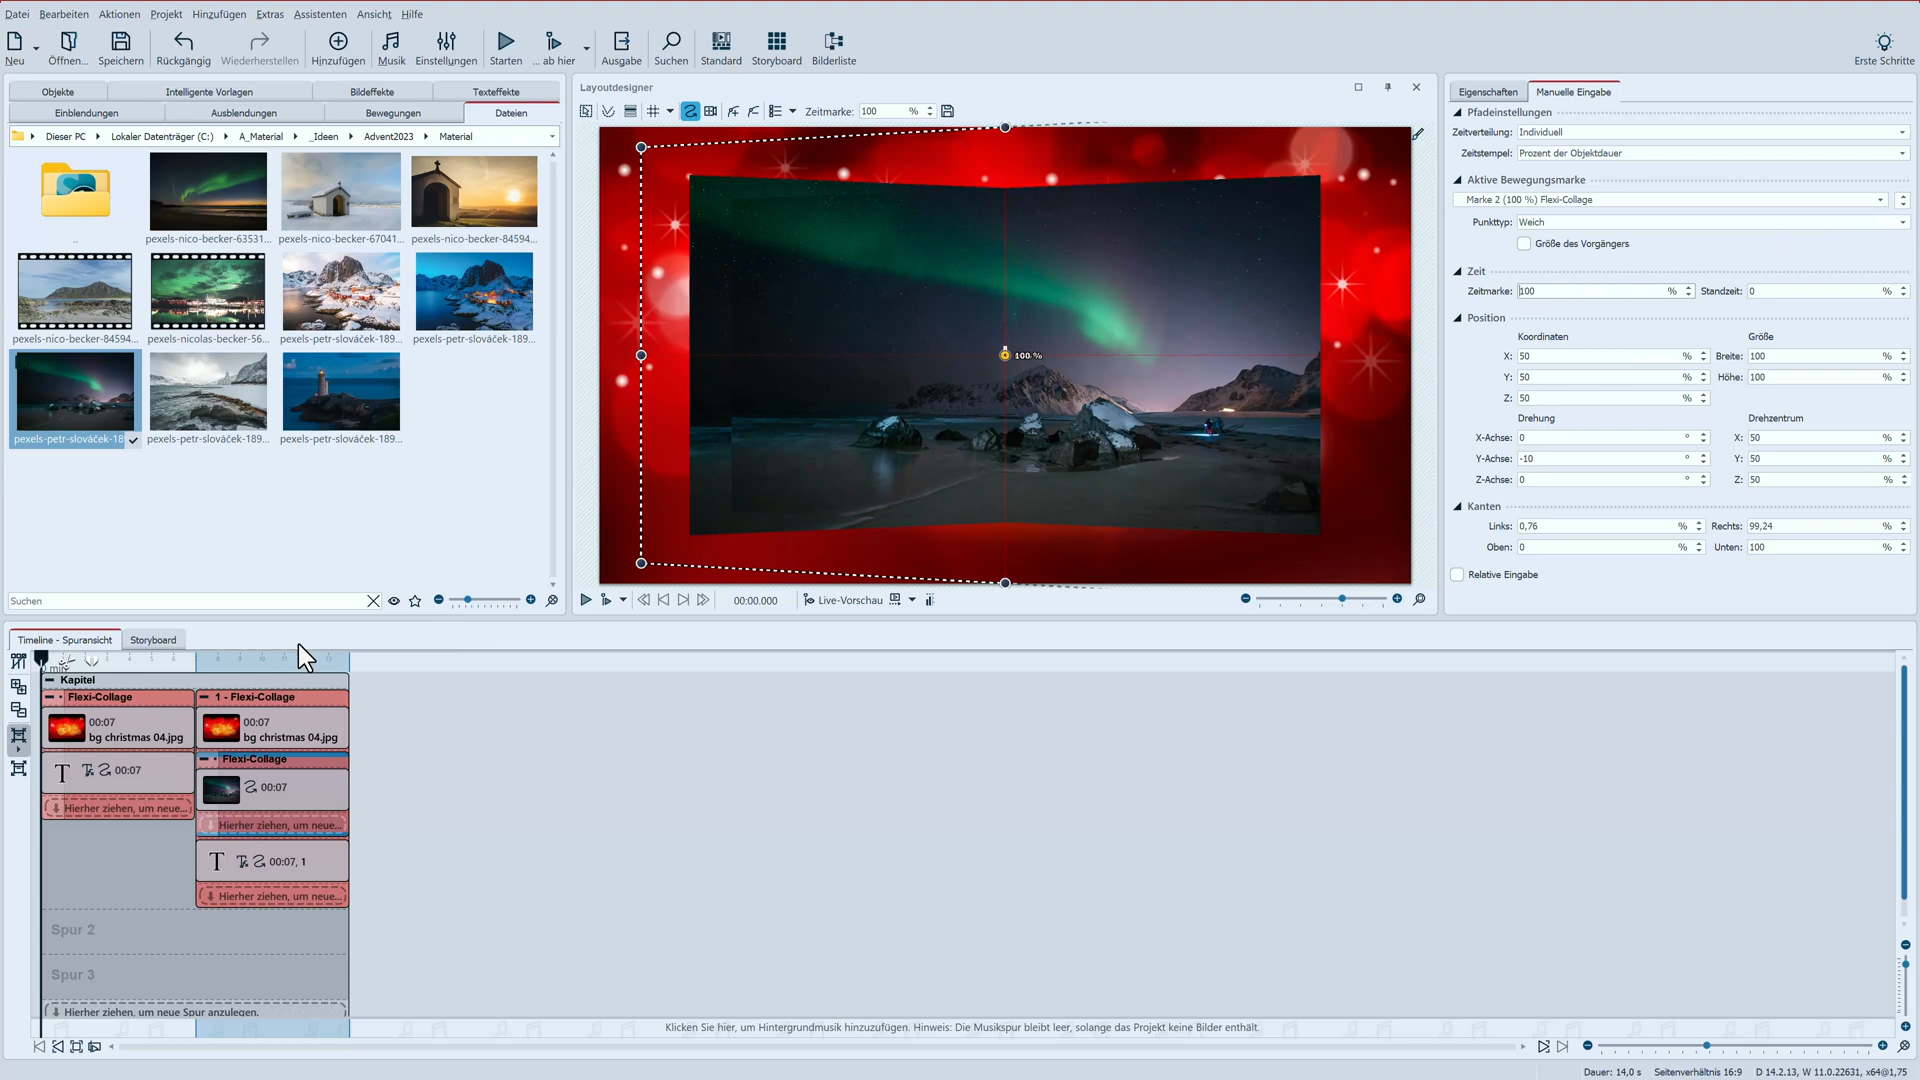 Datei Bearbeiten Aktionen Projekt Hinzufügen Extras Assistenten Ansicht Hilfe
Neu Öffnen... Speichern Rückgängig Wiederherstellen Hinzufügen Musik Einstellungen Starten ... ab hier Ausgabe Suchen Standard Storyboard Bilderliste Erste Schritte
Objekte Intelligente Vorlagen Bildeffekte Texteffekte
Einblendungen Ausblendungen Bewegungen Dateien
Dieser PC Lokaler Datenträger (C:) A_Material _Ideen Advent2023 Material
.. pexels-nico-becker-63531... pexels-nico-becker-67041... pexels-nico-becker-84594...
pexels-nico-becker-84594... pexels-nicolas-becker-56... pexels-petr-slováček-189... pexels-petr-slováček-189...
pexels-petr-slováček-18 pexels-petr-slováček-189... pexels-petr-slováček-189...
Suchen
Layoutdesigner
Zeitmarke: 100 %
100 %
00:00.000 Live-Vorschau
Eigenschaften Manuelle Eingabe
Pfadeinstellungen
Zeitverteilung: Individuell
Zeitstempel: Prozent der Objektdauer
Aktive Bewegungsmarke
Marke 2 (100 %) Flexi-Collage
Punkttyp: Weich
Größe des Vorgängers
Zeit
Zeitmarke: 100 % Standzeit: 0 %
Position
Koordinaten Größe
X: 50 % Breite: 100 %
Y: 50 % Höhe: 100 %
Z: 50 %
Drehung Drehzentrum
X-Achse: 0 ° X: 50 %
Y-Achse: -10 ° Y: 50 %
Z-Achse: 0 ° Z: 50 %
Kanten
Links: 0,76 % Rechts: 99,24 %
Oben: 0 % Unten: 100 %
Relative Eingabe
Timeline - Spuransicht Storyboard
Kapitel
Flexi-Collage 1 - Flexi-Collage
00:07 00:07
bg christmas 04.jpg bg christmas 04.jpg
Flexi-Collage
T 00:07 00:07
Hierher ziehen, um neue... Hierher ziehen, um neue...
T 00:07, 1
Hierher ziehen, um neue...
Spur 2
Spur 3
Hierher ziehen, um neue Spur anzulegen.
Klicken Sie hier, um Hintergrundmusik hinzuzufügen. Hinweis: Die Musikspur bleibt leer, solange das Projekt keine Bilder enthält.
Dauer: 14,0 s Seitenverhältnis 16:9 D 14.2.13, W 11.0.22631, x64@1,75